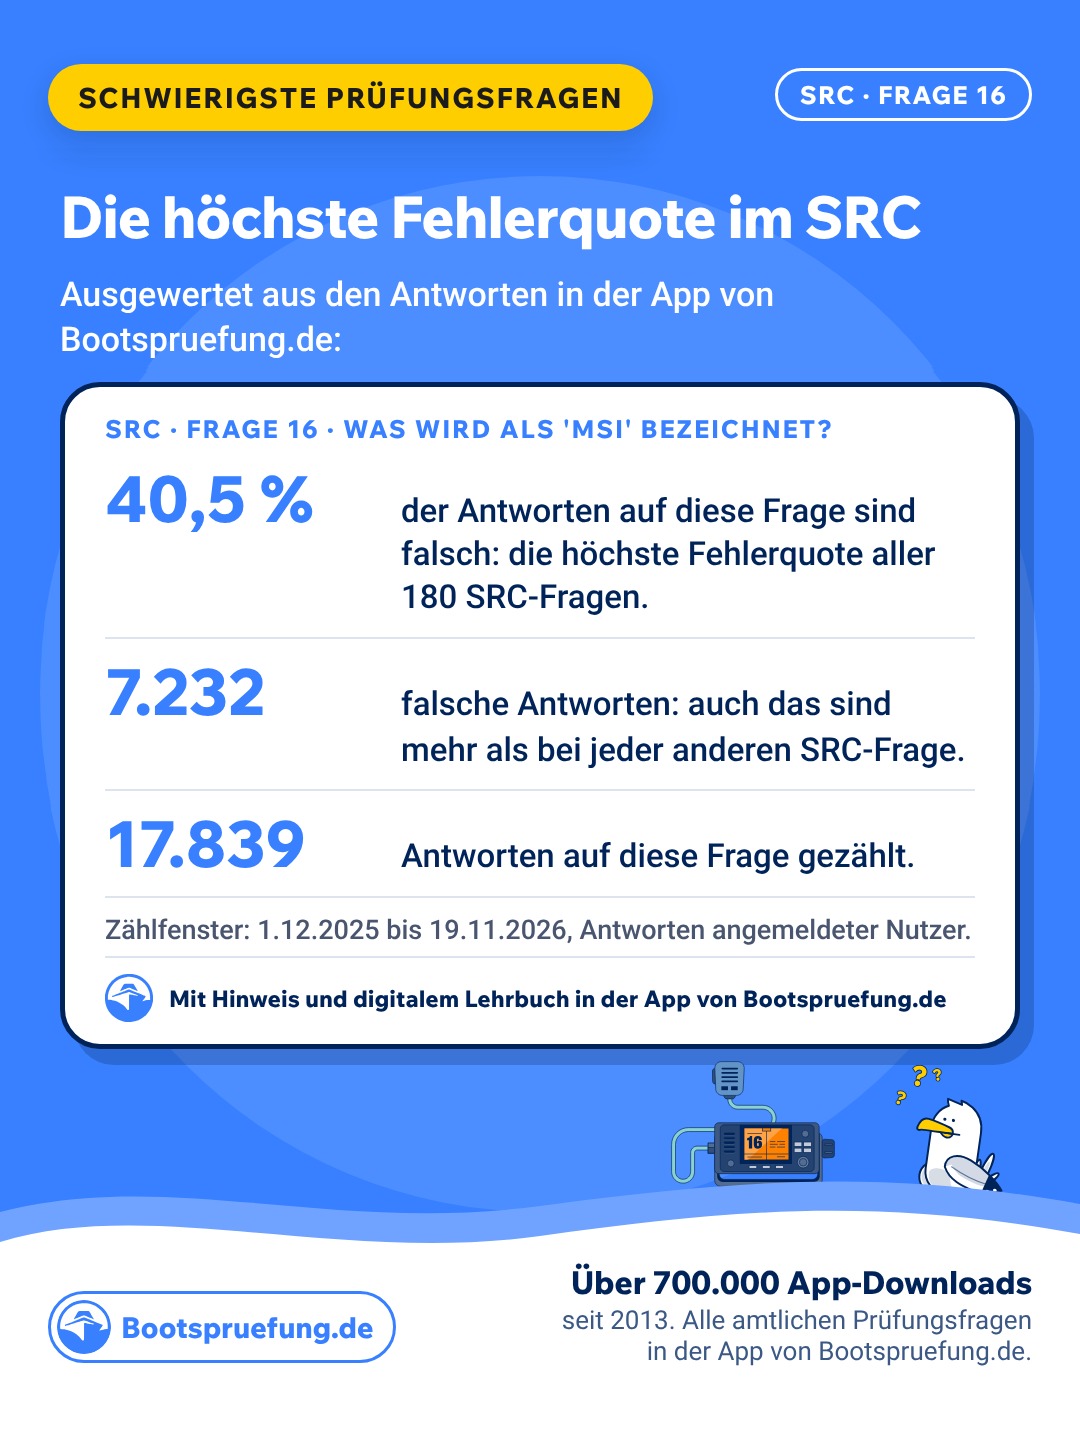 SCHWIERIGSTE PRÜFUNGSFRAGEN
SRC · FRAGE 16
Die höchste Fehlerquote im SRC
Ausgewertet aus den Antworten in der App von
Bootspruefung.de:
SRC · FRAGE 16 · WAS WIRD ALS 'MSI' BEZEICHNET?
40,5 %
der Antworten auf diese Frage sind
falsch: die höchste Fehlerquote aller
180 SRC-Fragen.
7.232
falsche Antworten: auch das sind
mehr als bei jeder anderen SRC-Frage.
17.839
Antworten auf diese Frage gezählt.
Zählfenster: 1.12.2025 bis 19.11.2026, Antworten angemeldeter Nutzer.
Mit Hinweis und digitalem Lehrbuch in der App von Bootspruefung.de
? ? ?
16
Über 700.000 App-Downloads
seit 2013. Alle amtlichen Prüfungsfragen
in der App von Bootspruefung.de.
Bootspruefung.de